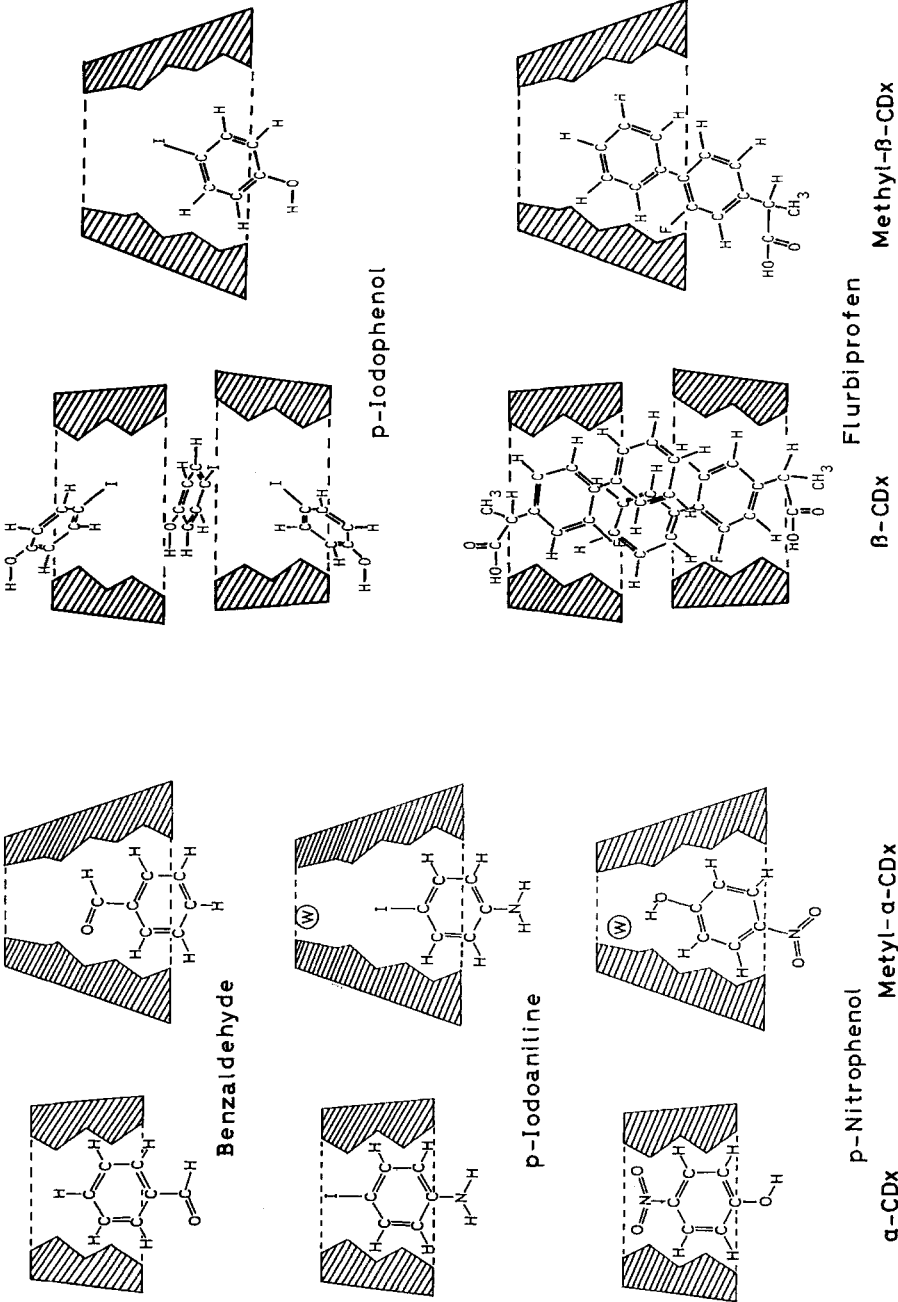 Benzaldehyde
W
p-Iodoaniline
W
p-Nitrophenol
α-CDx
Metyl-α-CDx
p-Iodophenol
Flurbiprofen
β-CDx
Methyl-β-CDx